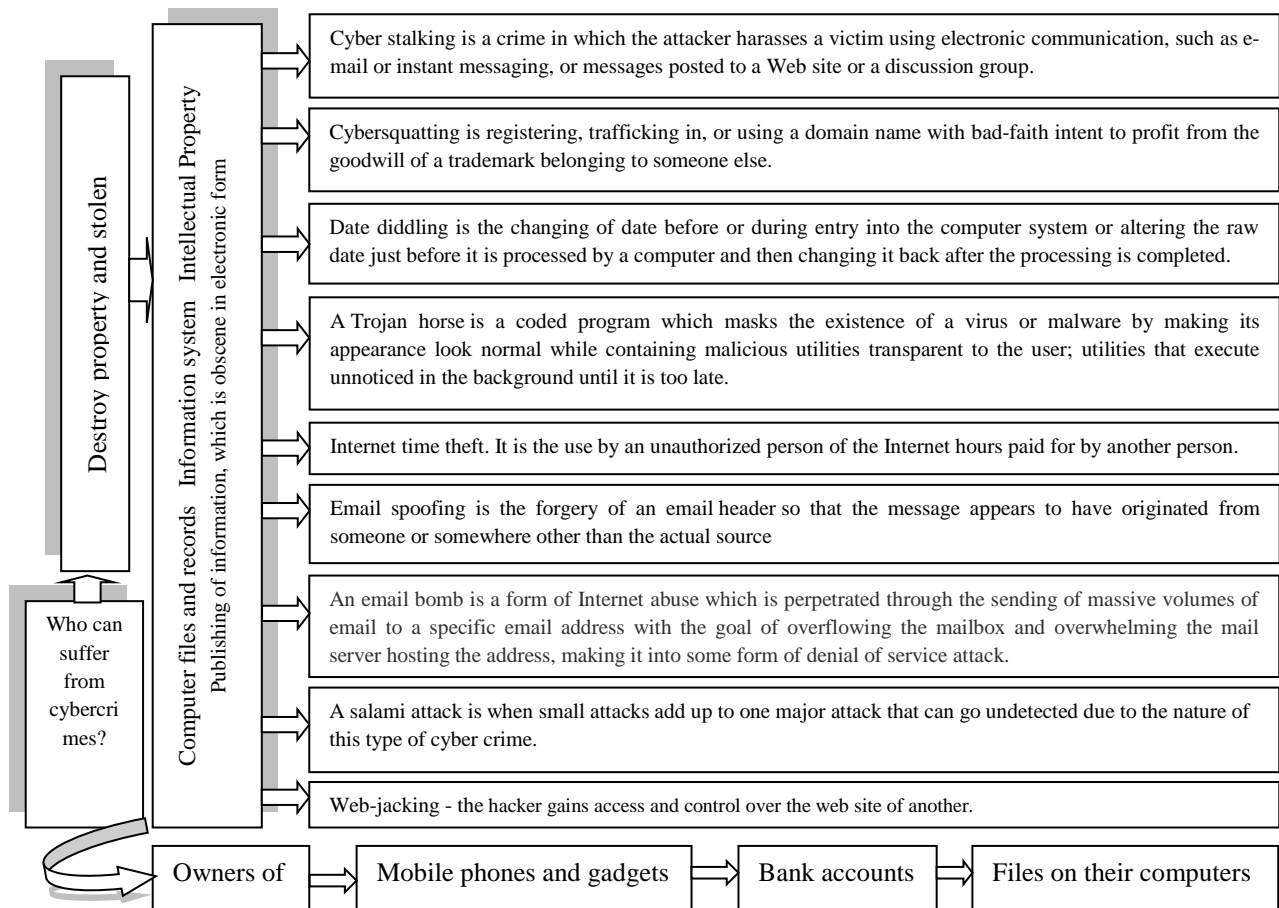 Cyber stalking is a crime in which the attacker harasses a victim using electronic communication, such as e-
mail or instant messaging, or messages posted to a Web site or a discussion group.
Cybersquatting is registering, trafficking in, or using a domain name with bad-faith intent to profit from the
goodwill of a trademark belonging to someone else.
Date diddling is the changing of date before or during entry into the computer system or altering the raw
date just before it is processed by a computer and then changing it back after the processing is completed.
A Trojan horse is a coded program which masks the existence of a virus or malware by making its
appearance look normal while containing malicious utilities transparent to the user; utilities that execute
unnoticed in the background until it is too late.
Internet time theft. It is the use by an unauthorized person of the Internet hours paid for by another person.
Email spoofing is the forgery of an email header so that the message appears to have originated from
someone or somewhere other than the actual source
An email bomb is a form of Internet abuse which is perpetrated through the sending of massive volumes of
email to a specific email address with the goal of overflowing the mailbox and overwhelming the mail
server hosting the address, making it into some form of denial of service attack.
A salami attack is when small attacks add up to one major attack that can go undetected due to the nature of
this type of cyber crime.
Web-jacking - the hacker gains access and control over the web site of another.
Computer files and records Information system Intellectual Property
Publishing of information, which is obscene in electronic form
Destroy property and stolen
Who can
suffer
from
cybercri
mes?
Owners of
Mobile phones and gadgets
Bank accounts
Files on their computers